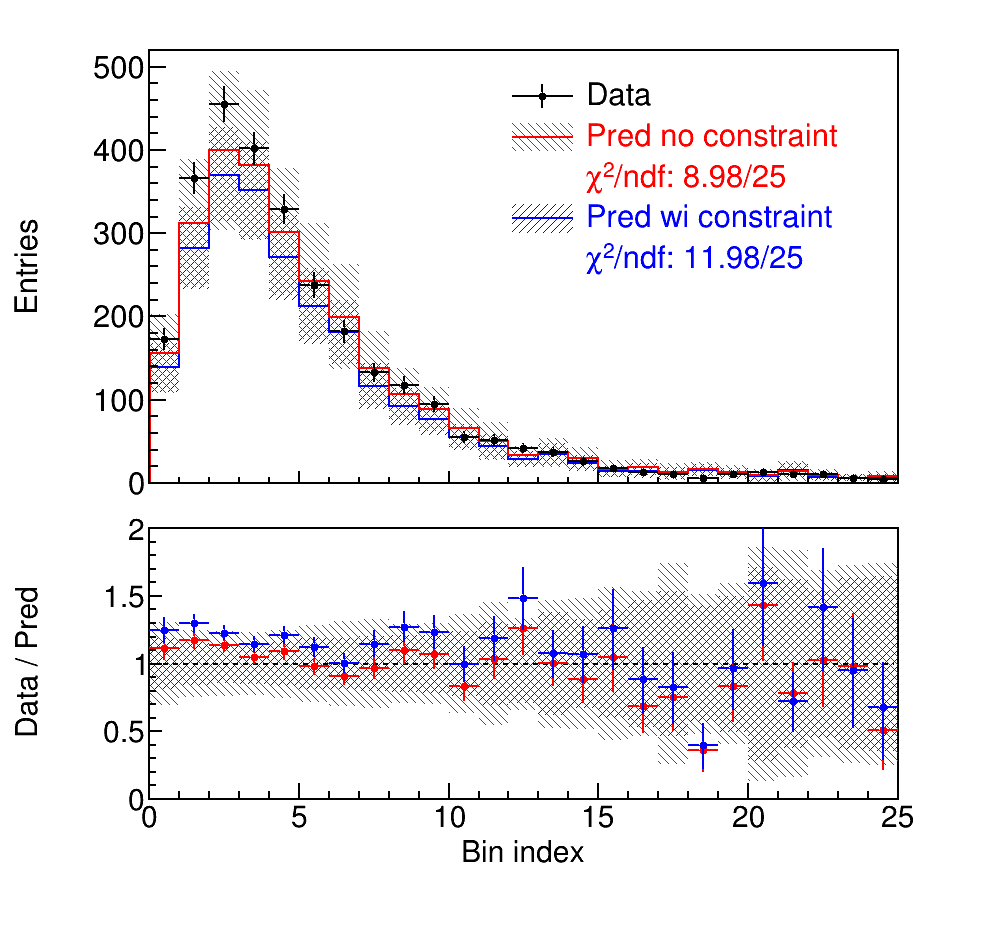 Entries
500
400
300
200
100
0
Data
Pred no constraint
χ²/ndf: 8.98/25
Pred wi constraint
χ²/ndf: 11.98/25
Data / Pred
2
1.5
1
0.5
0
0 5 10 15 20 25
Bin index